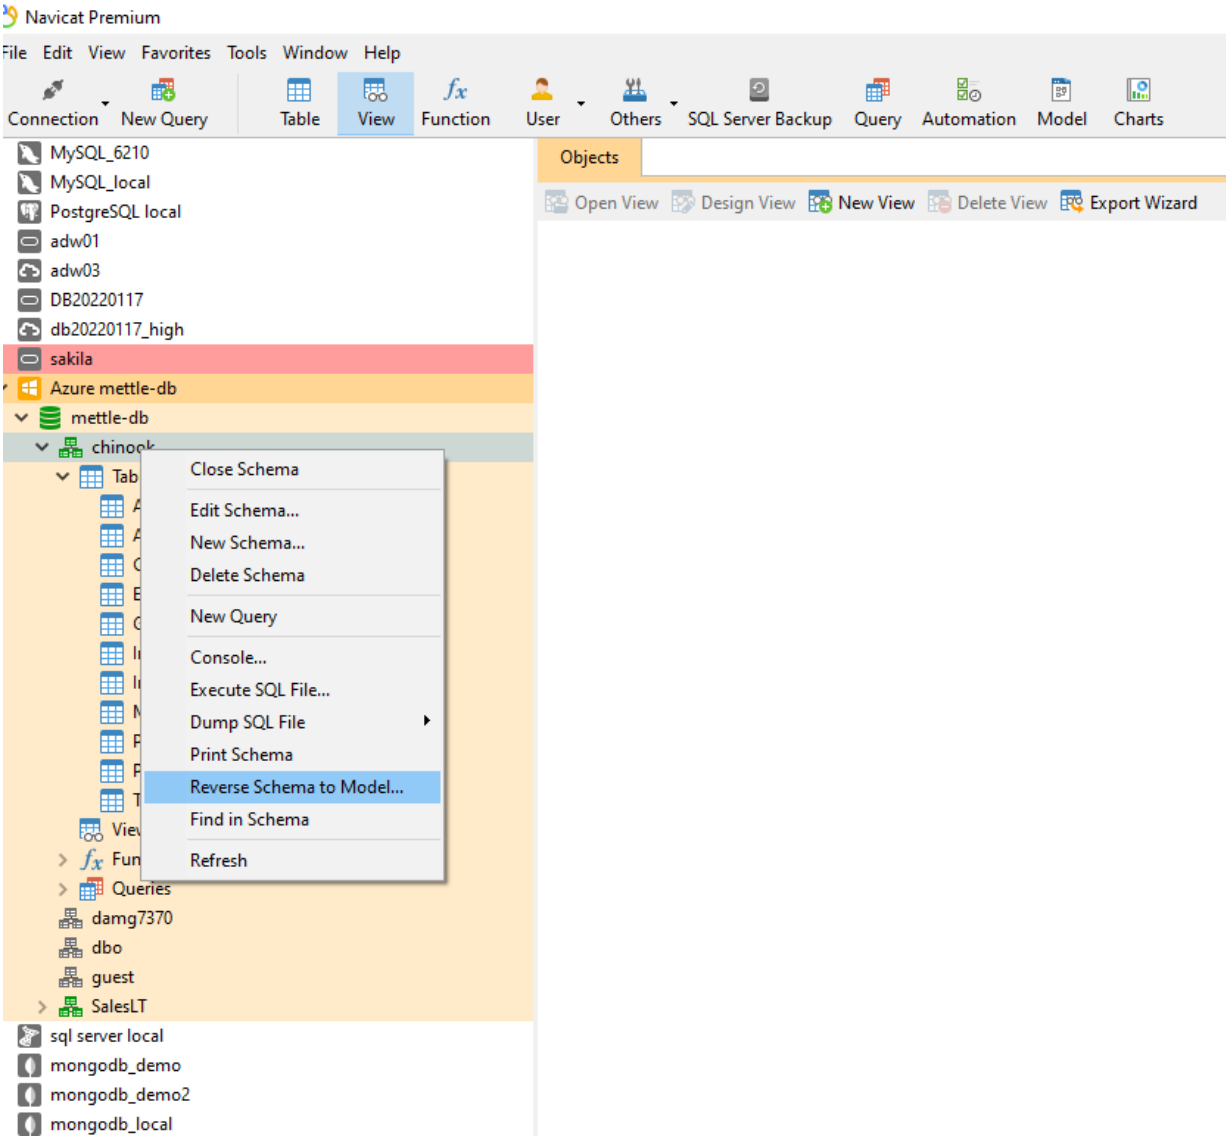 Navicat Premium
File Edit View Favorites Tools Window Help
Connection New Query Table View Function User Others SQL Server Backup Query Automation Model Charts
MySQL_6210
MySQL_local
PostgreSQL local
adw01
adw03
DB20220117
db20220117_high
sakila
Azure mettle-db
mettle-db
chinook
Tab
Objects
Open View Design View New View Delete View Export Wizard
Close Schema
Edit Schema...
New Schema...
Delete Schema
New Query
Console...
Execute SQL File...
Dump SQL File
Print Schema
Reverse Schema to Model...
Find in Schema
Refresh
Fun
Queries
damg7370
dbo
guest
SalesLT
sql server local
mongodb_demo
mongodb_demo2
mongodb_local